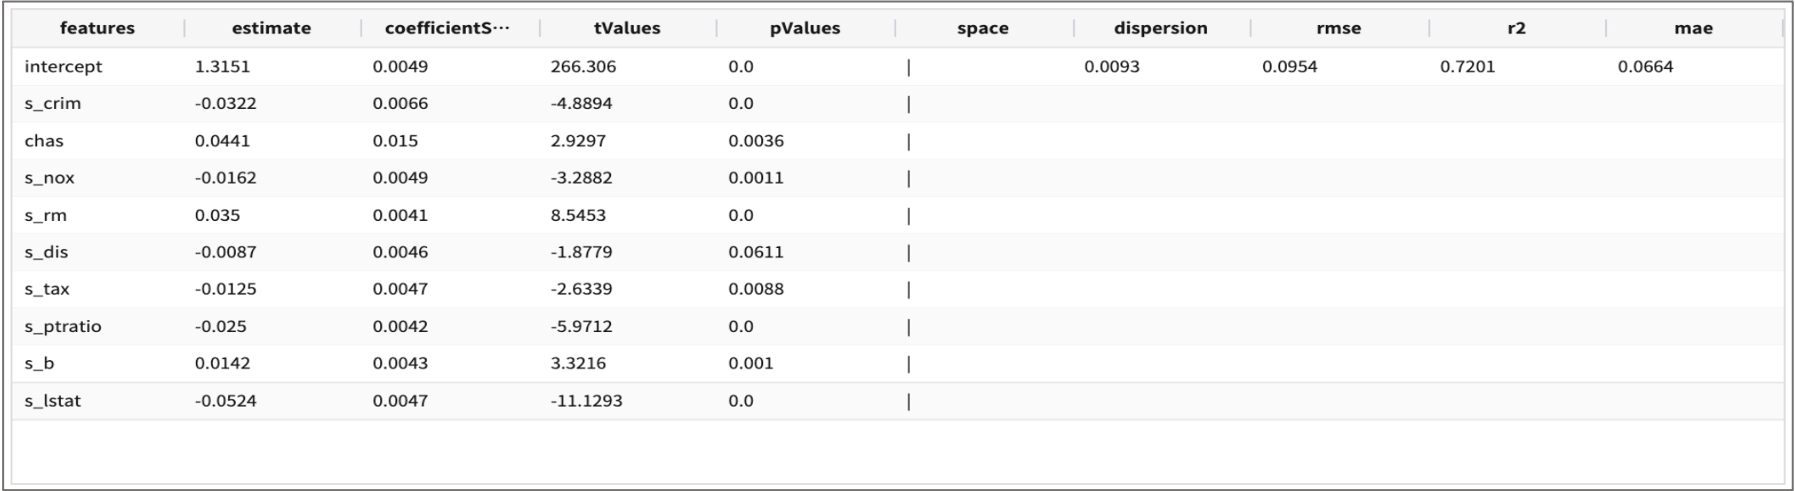 features estimate coefficientS··· tValues pValues space dispersion rmse r2 mae
intercept 1.3151 0.0049 266.306 0.0 | 0.0093 0.0954 0.7201 0.0664
s_crim -0.0322 0.0066 -4.8894 0.0 |
chas 0.0441 0.015 2.9297 0.0036 |
s_nox -0.0162 0.0049 -3.2882 0.0011 |
s_rm 0.035 0.0041 8.5453 0.0 |
s_dis -0.0087 0.0046 -1.8779 0.0611 |
s_tax -0.0125 0.0047 -2.6339 0.0088 |
s_ptratio -0.025 0.0042 -5.9712 0.0 |
s_b 0.0142 0.0043 3.3216 0.001 |
s_lstat -0.0524 0.0047 -11.1293 0.0 |